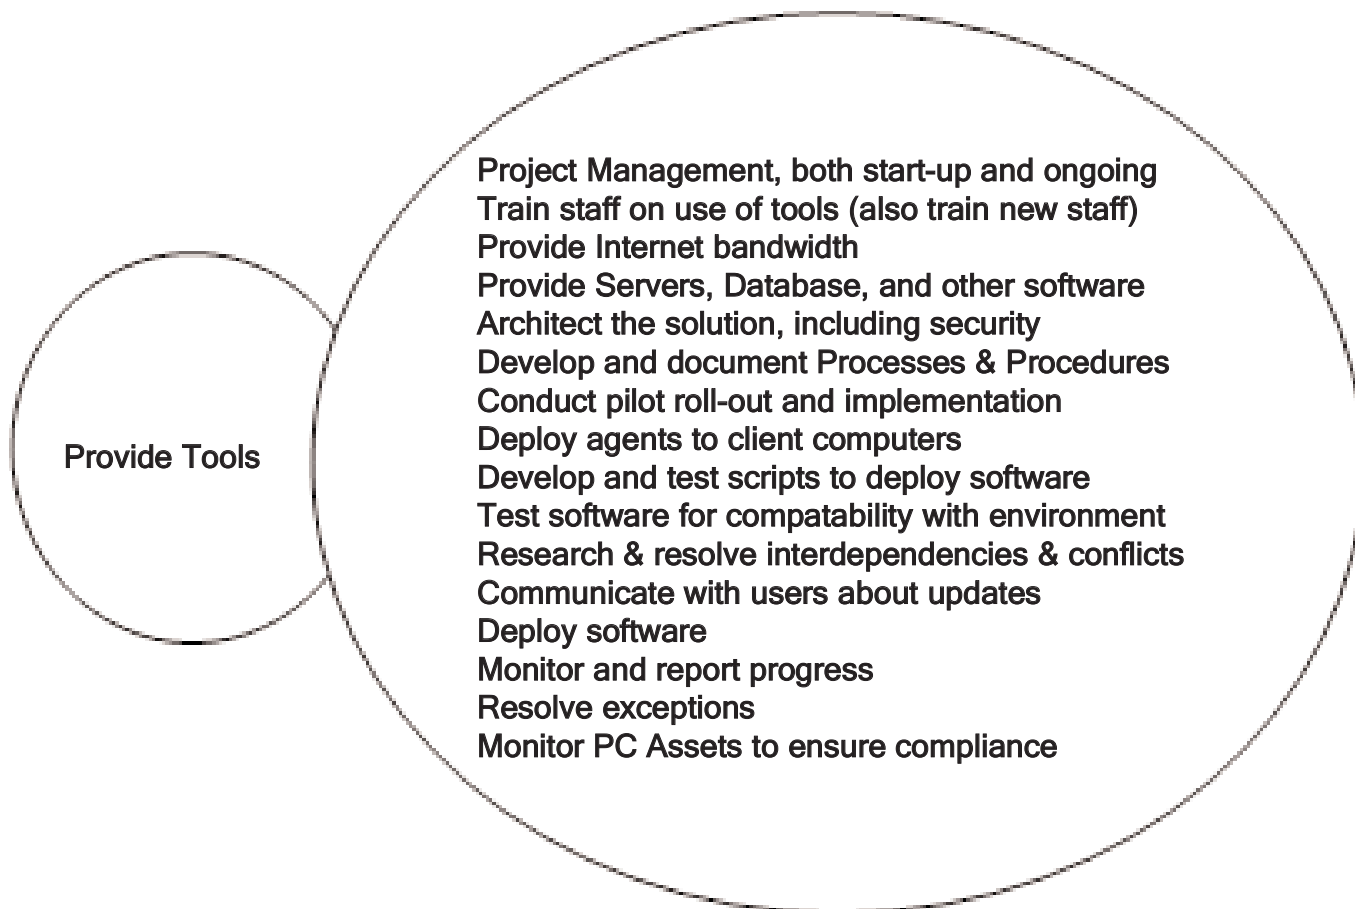 Provide Tools
Project Management, both start-up and ongoing
Train staff on use of tools (also train new staff)
Provide Internet bandwidth
Provide Servers, Database, and other software
Architect the solution, including security
Develop and document Processes & Procedures
Conduct pilot roll-out and implementation
Deploy agents to client computers
Develop and test scripts to deploy software
Test software for compatability with environment
Research & resolve interdependencies & conflicts
Communicate with users about updates
Deploy software
Monitor and report progress
Resolve exceptions
Monitor PC Assets to ensure compliance